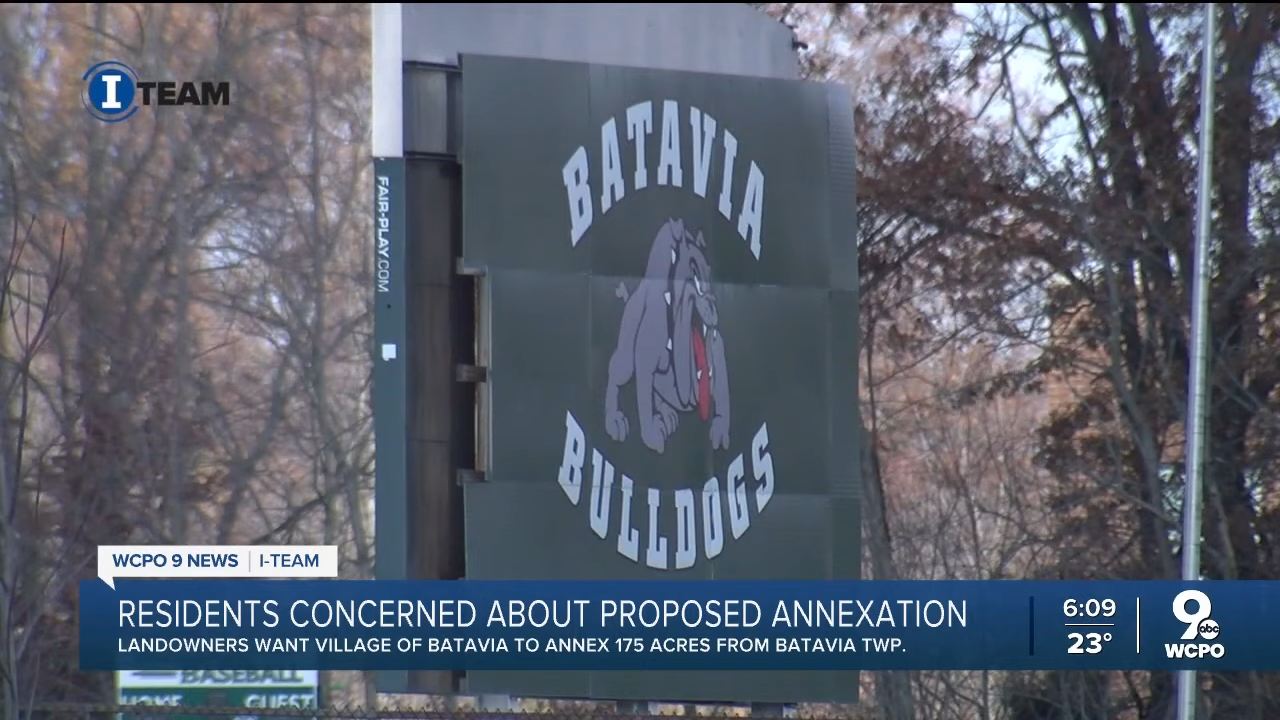 I TEAM
BATAVIA
FAIR-PLAY.COM
BULLDOGS
WCPO 9 NEWS | I-TEAM
RESIDENTS CONCERNED ABOUT PROPOSED ANNEXATION
LANDOWNERS WANT VILLAGE OF BATAVIA TO ANNEX 175 ACRES FROM BATAVIA TWP.
6:09
23°
9 abc
WCPO
BASEBALL
HOME GUEST